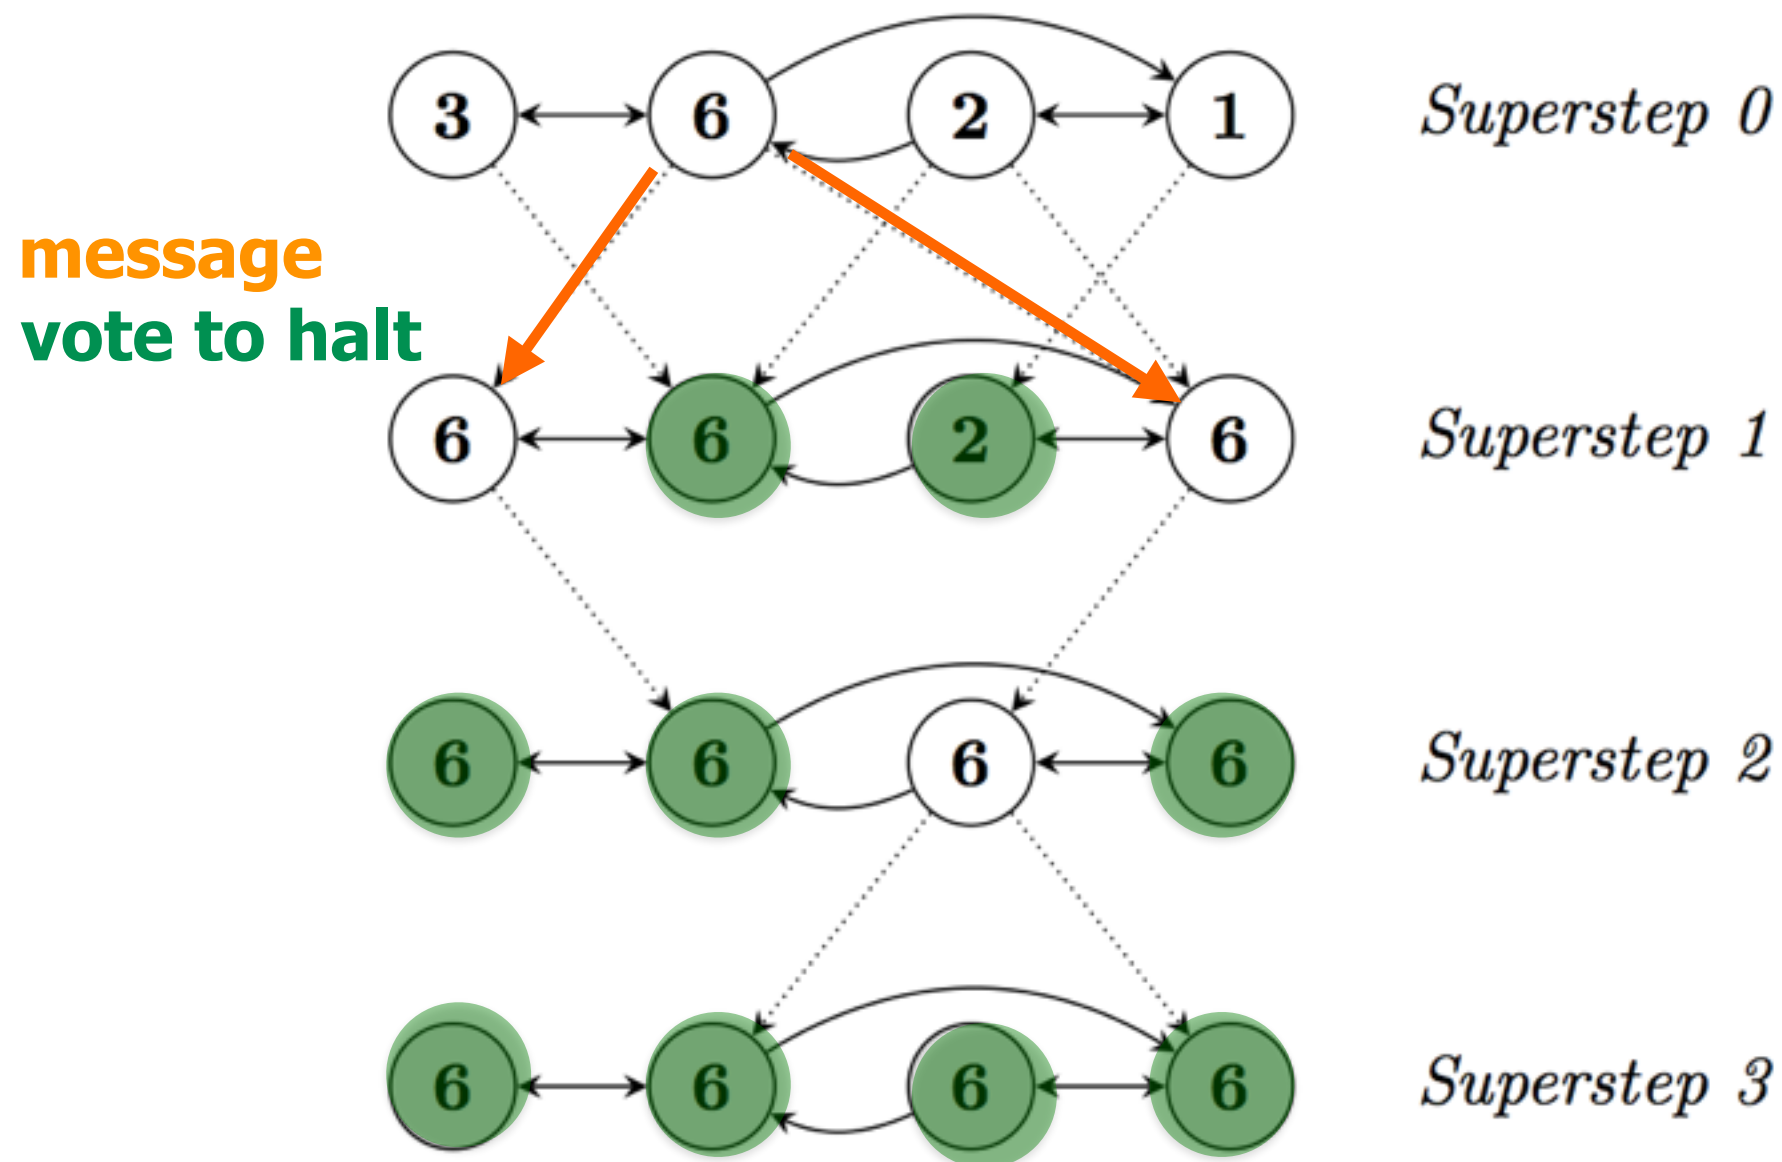 3 6 2 1 Superstep 0
message
vote to halt
6 6 2 6 Superstep 1
6 6 6 6 Superstep 2
6 6 6 6 Superstep 3